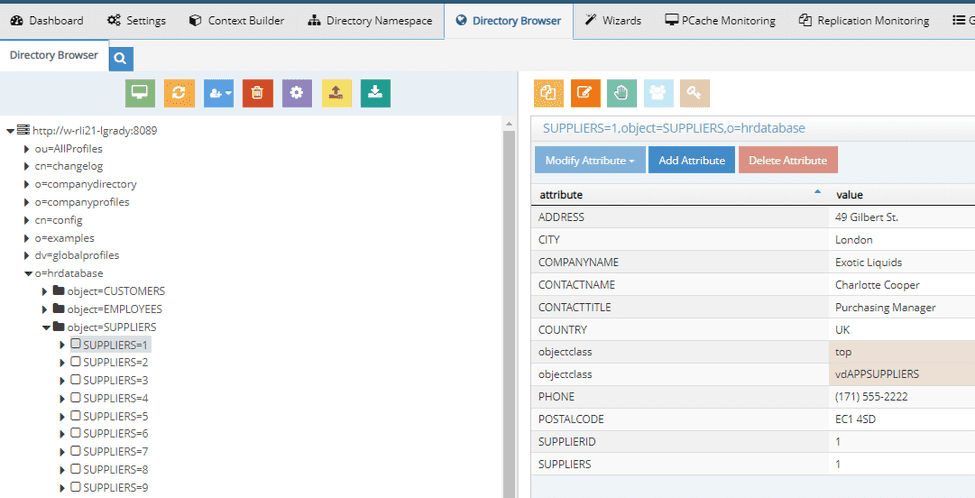 Dashboard Settings Context Builder Directory Namespace Directory Browser Wizards PCache Monitoring Replication Monitoring G
Directory Browser
http://w-rli21-lgrady:8089
ou=AllProfiles
cn=changelog
o=companydirectory
o=companyprofiles
cn=config
o=examples
dv=globalprofiles
o=hrdatabase
object=CUSTOMERS
object=EMPLOYEES
object=SUPPLIERS
SUPPLIERS=1
SUPPLIERS=2
SUPPLIERS=3
SUPPLIERS=4
SUPPLIERS=5
SUPPLIERS=6
SUPPLIERS=7
SUPPLIERS=8
SUPPLIERS=9
SUPPLIERS=1,object=SUPPLIERS,o=hrdatabase
Modify Attribute Add Attribute Delete Attribute
attribute value
ADDRESS 49 Gilbert St.
CITY London
COMPANYNAME Exotic Liquids
CONTACTNAME Charlotte Cooper
CONTACTTITLE Purchasing Manager
COUNTRY UK
objectclass top
objectclass vdAPPSUPPLIERS
PHONE (171) 555-2222
POSTALCODE EC1 4SD
SUPPLIERID 1
SUPPLIERS 1